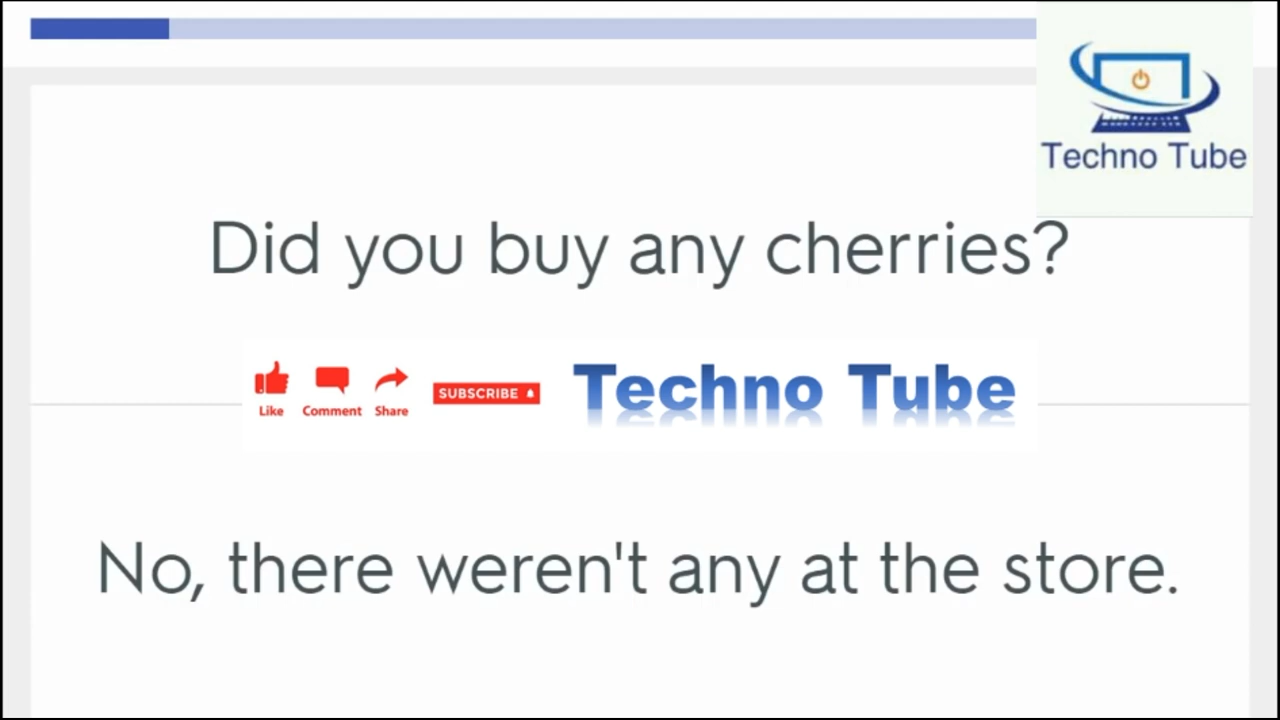 Techno Tube
Did you buy any cherries?
Like Comment Share SUBSCRIBE Techno Tube
No, there weren't any at the store.